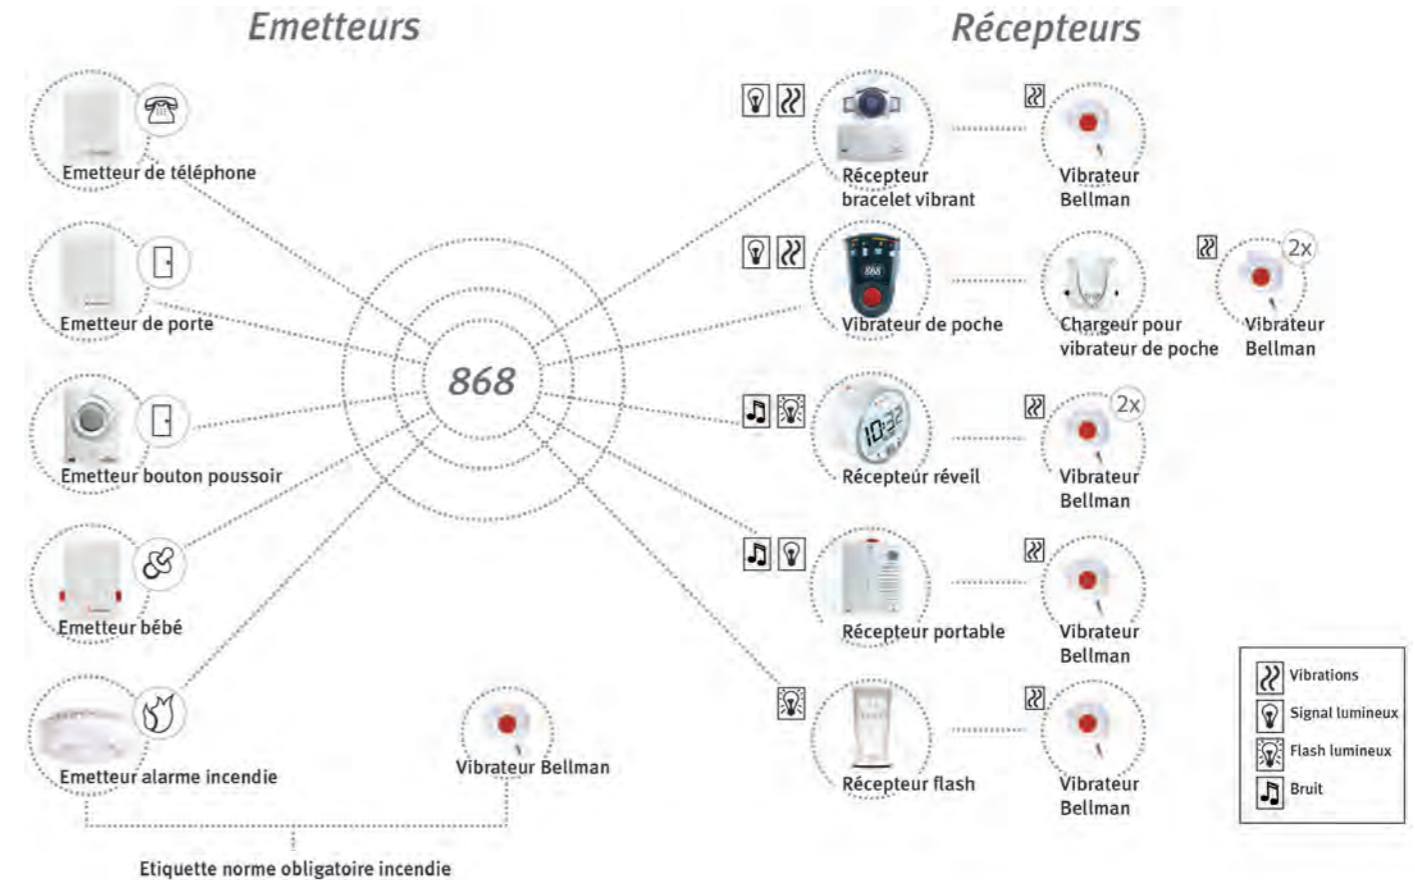 Emetteurs
Récepteurs
Emetteur de téléphone
Emetteur de porte
Emetteur bouton poussoir
Emetteur bébé
Emetteur alarme incendie
Vibrateur Bellman
Etiquette norme obligatoire incendie
868
Récepteur
bracelet vibrant
Vibrateur
Bellman
868
Vibrateur de poche
Chargeur pour
vibrateur de poche
2x
Vibrateur
Bellman
10:32
Récepteur réveil
2x
Vibrateur
Bellman
Récepteur portable
Vibrateur
Bellman
Récepteur flash
Vibrateur
Bellman
Vibrations
Signal lumineux
Flash lumineux
Bruit